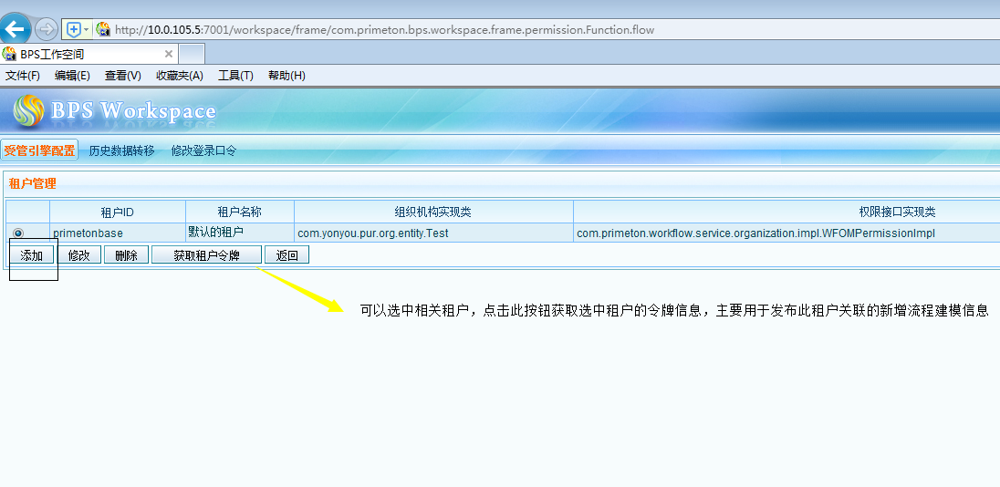 http://10.0.105.5:7001/workspace/frame/com.primeton.bps.workspace.frame.permission.Function.flow
BPS工作空间
文件(F) 编辑(E) 查看(V) 收藏夹(A) 工具(T) 帮助(H)
BPS Workspace
受管引擎配置 历史数据转移 修改登录口令
租户管理
租户ID 租户名称 组织机构实现类 权限接口实现类
primetonbase 默认的租户 com.yonyou.pur.org.entity.Test com.primeton.workflow.service.organization.impl.WFOMPermissionImpl
添加 修改 删除 获取租户令牌 返回
可以选中相关租户，点击此按钮获取选中租户的令牌信息，主要用于发布此租户关联的新增流程建模信息